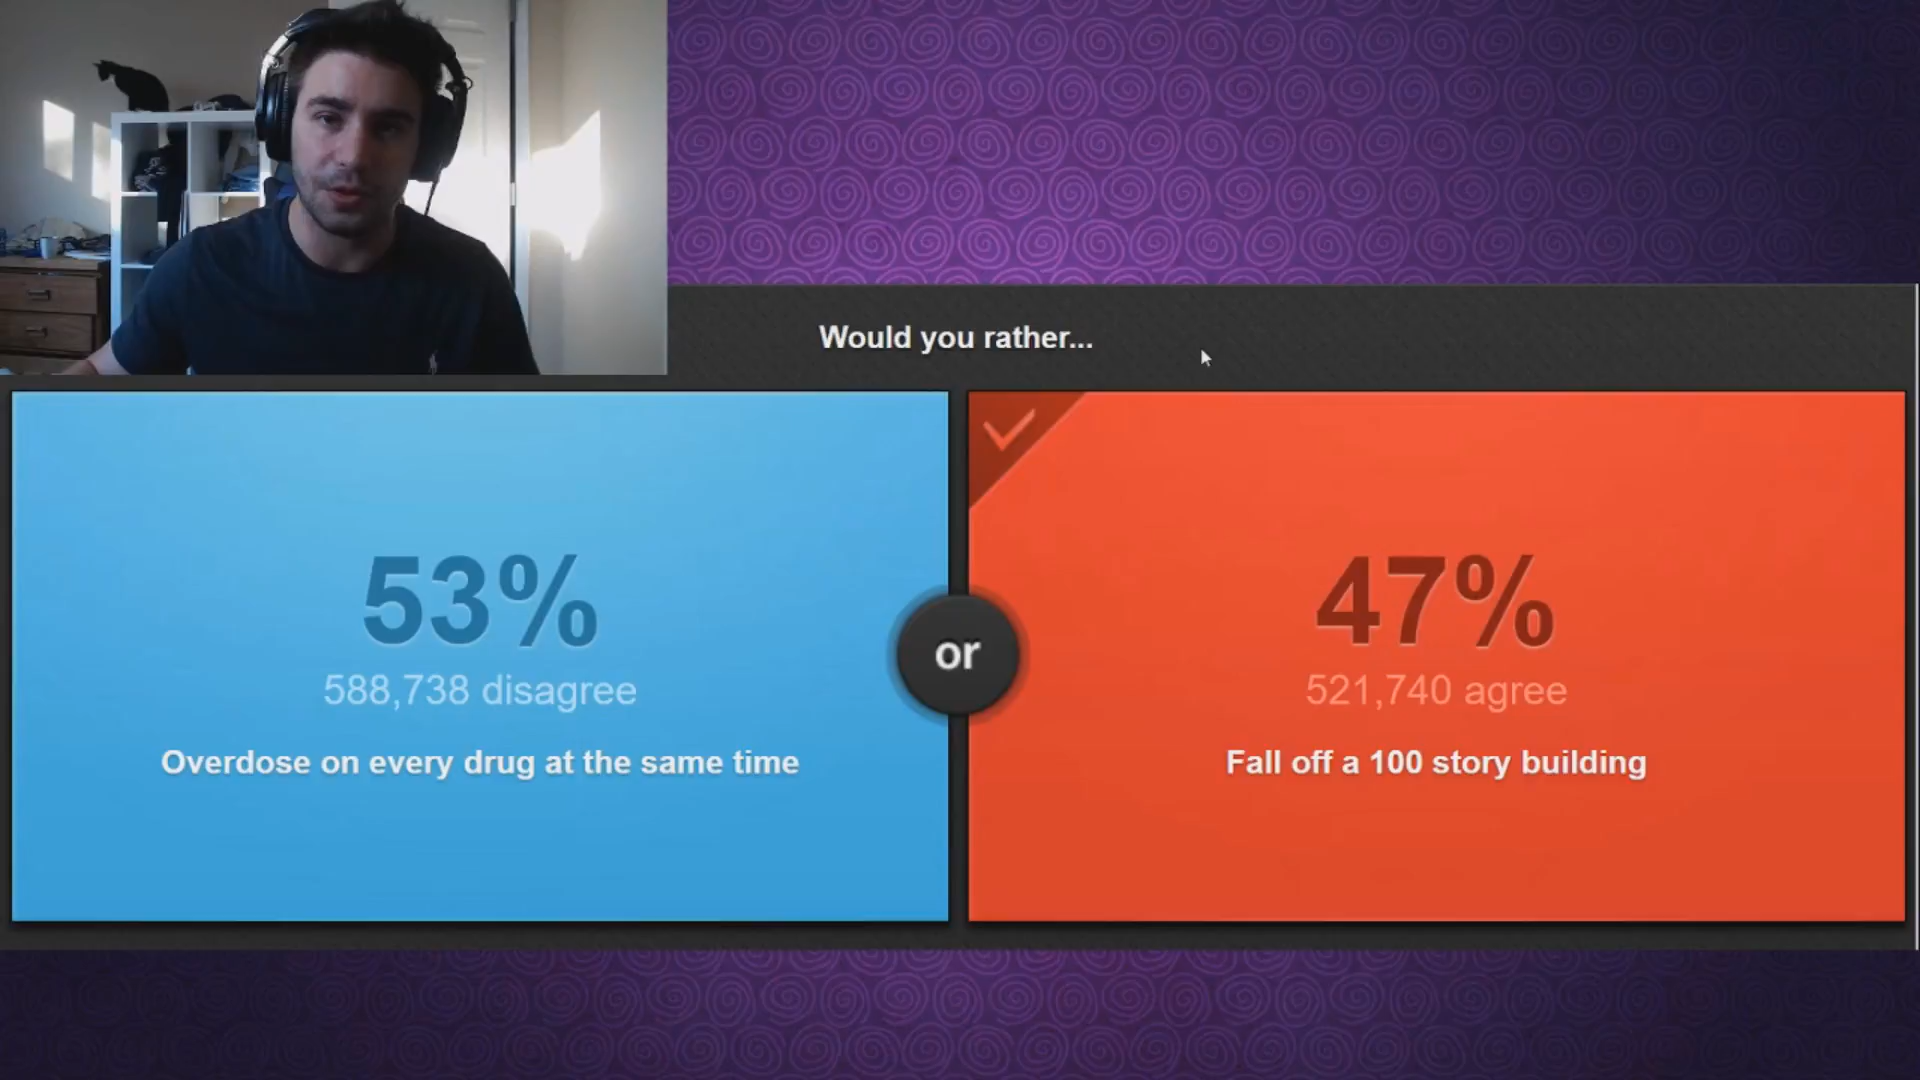 Would you rather...
53%
588,738 disagree
Overdose on every drug at the same time
or
47%
521,740 agree
Fall off a 100 story building